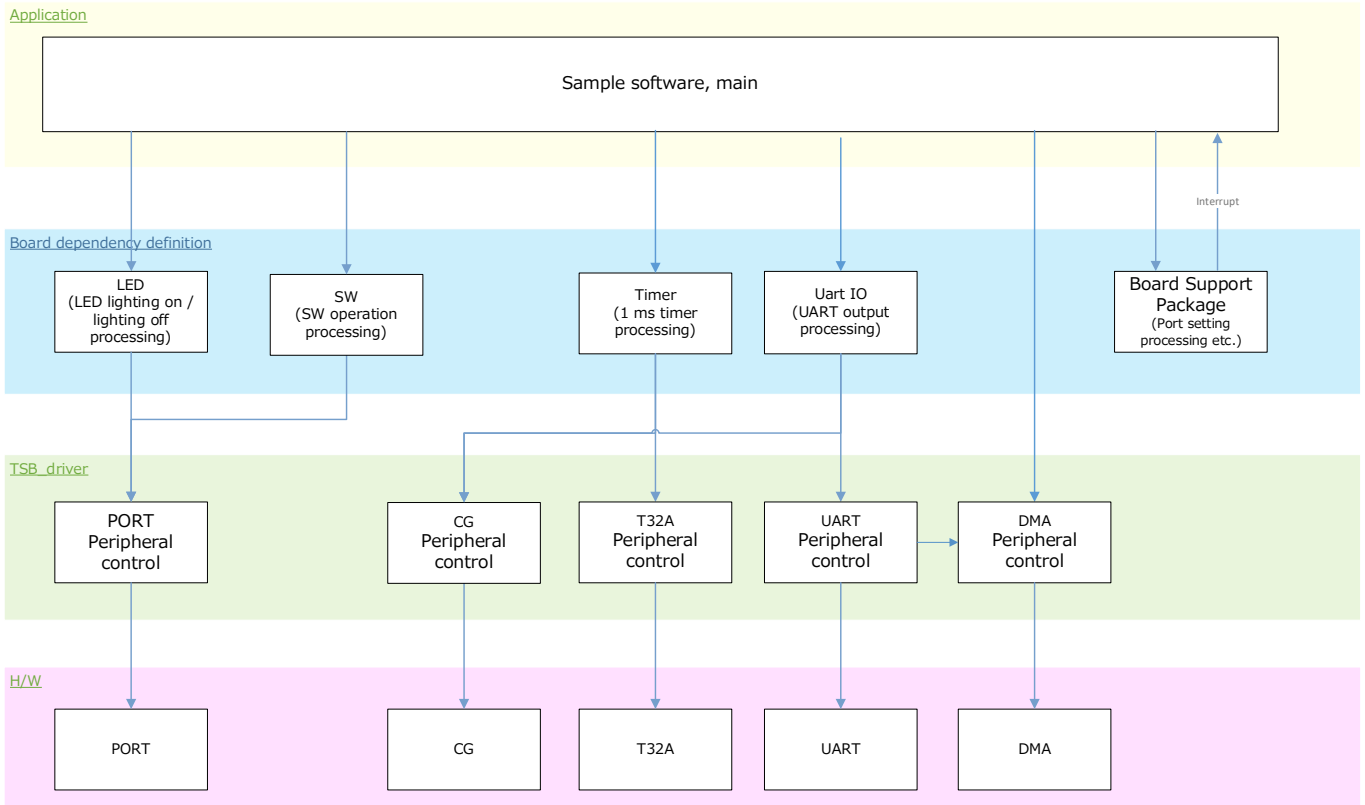 Application
Sample software, main
Interrupt
Board dependency definition
LED
(LED lighting on /
lighting off
processing)
SW
(SW operation
processing)
Timer
(1 ms timer
processing)
Uart IO
(UART output
processing)
Board Support
Package
(Port setting
processing etc.)
TSB_driver
PORT
Peripheral
control
CG
Peripheral
control
T32A
Peripheral
control
UART
Peripheral
control
DMA
Peripheral
control
H/W
PORT
CG
T32A
UART
DMA